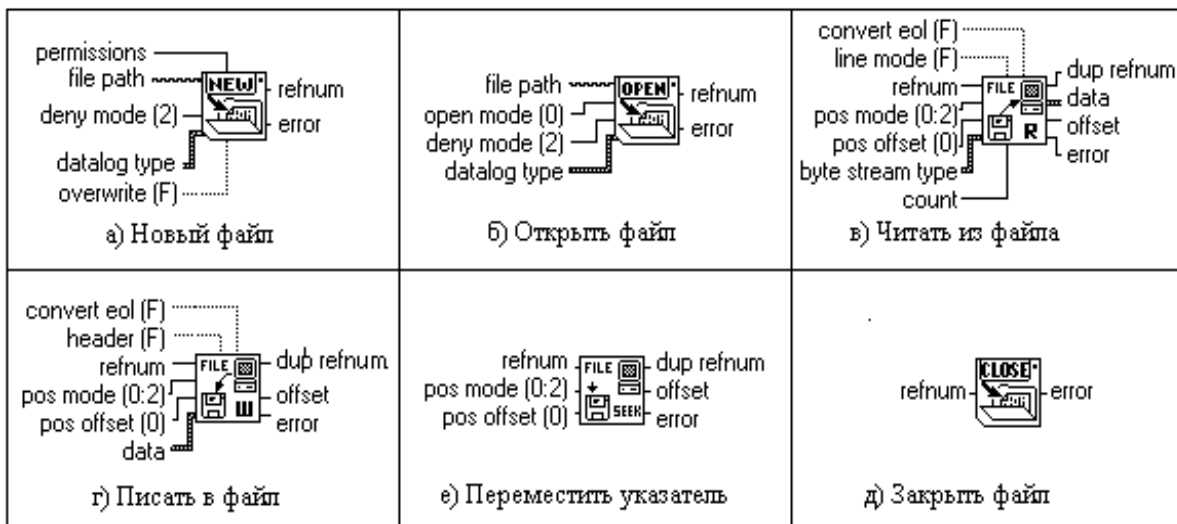 permissions
file path
deny mode (2)
datalog type
overwrite (F)
NEW
refnum
error
а) Новый файл
file path
open mode (0)
deny mode (2)
datalog type
OPEN
refnum
error
б) Открыть файл
convert eol (F)
line mode (F)
refnum
pos mode (0:2)
pos offset (0)
byte stream type
count
FILE
R
dup refnum
data
offset
error
в) Читать из файла
convert eol (F)
header (F)
refnum
pos mode (0:2)
pos offset (0)
data
FILE
W
dup refnum
offset
error
г) Писать в файл
refnum
pos mode (0:2)
pos offset (0)
FILE
SEEK
dup refnum
offset
error
е) Переместить указатель
refnum
CLOSE
error
д) Закрыть файл